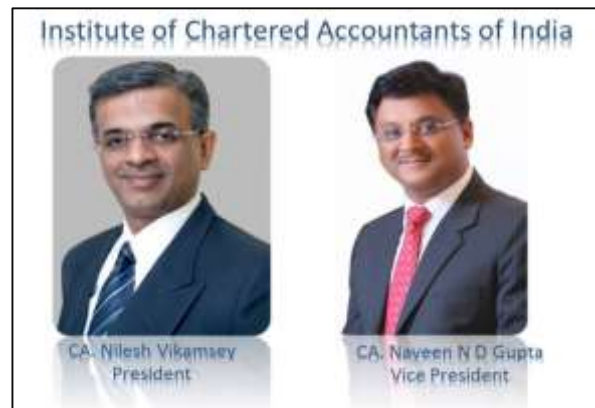 Institute of Chartered Accountants of India
CA. Nilesh Vikamsey
President
CA. Naveen N D Gupta
Vice President